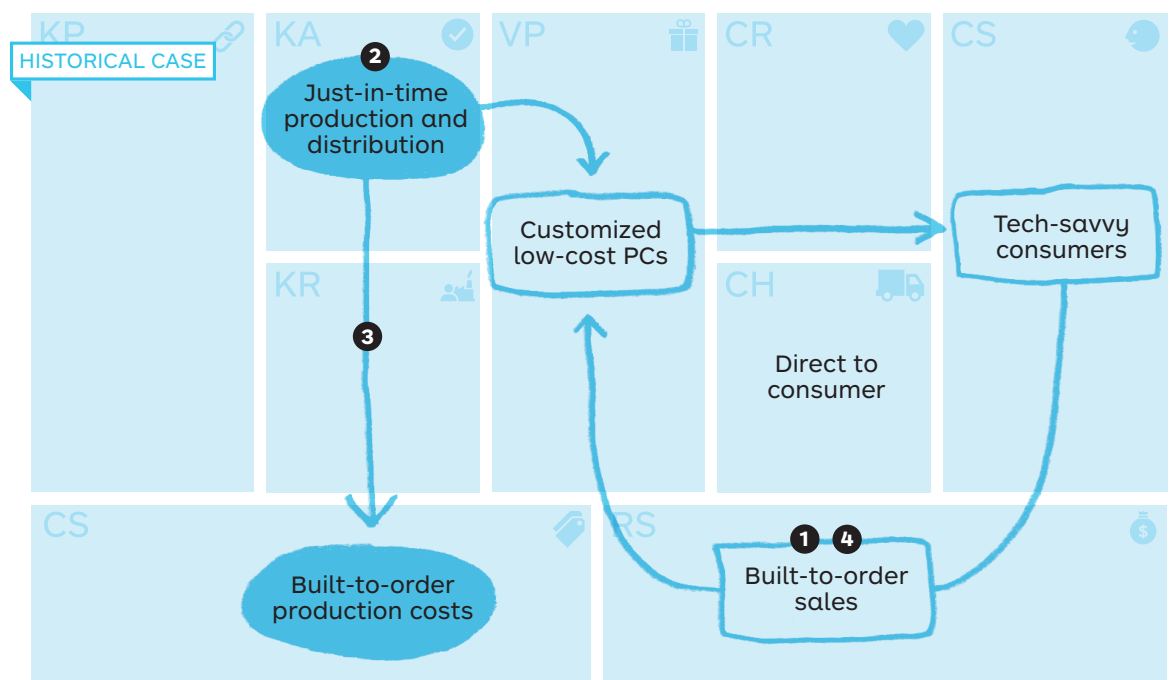 KP
HISTORICAL CASE
KA
2
Just-in-time
production and
distribution
VP
Customized
low-cost PCs
CR
CS
Tech-savvy
consumers
KR
3
CH
Direct to
consumer
CS
Built-to-order
production costs
RS
$
1 4
Built-to-order
sales